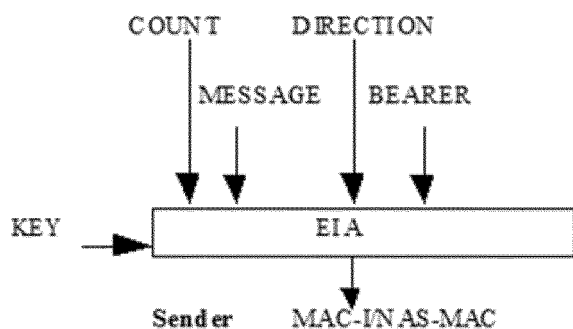 COUNT DIRECTION
MESSAGE BEARER
KEY EIA
Sender MAC-I/NAS-MAC